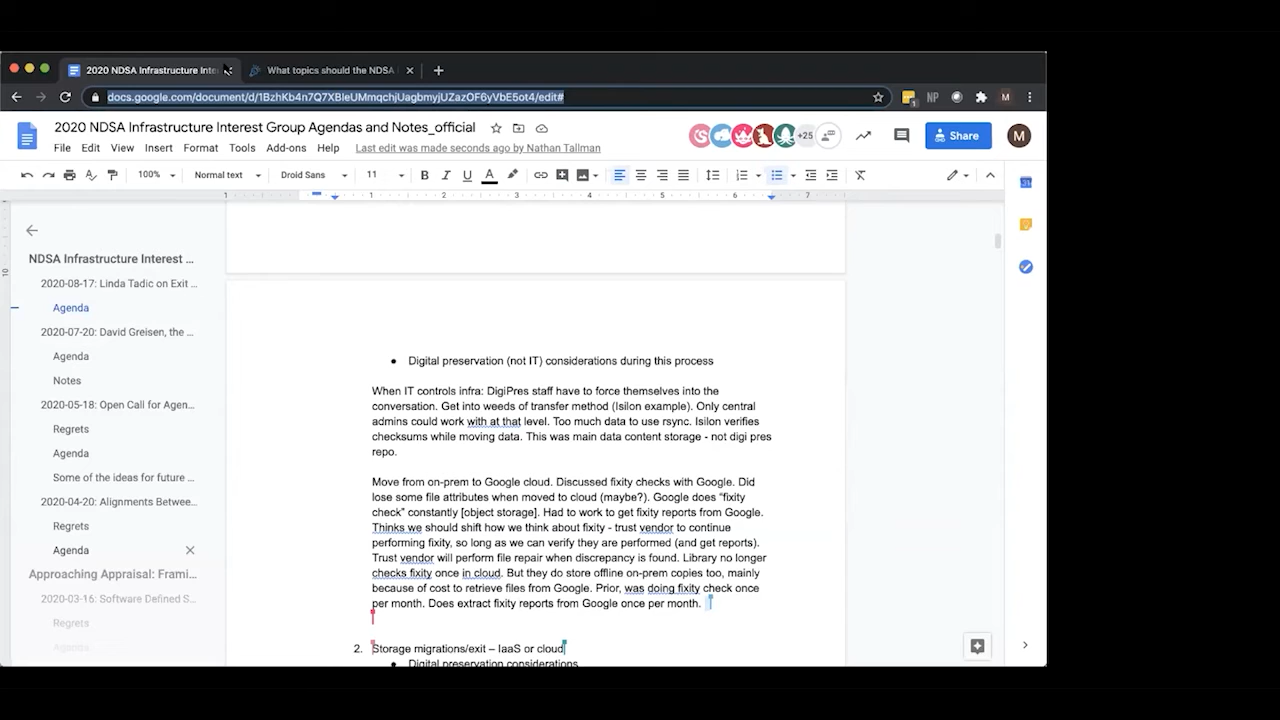 2020 NDSA Infrastructure Inte
What topics should the NDSA
docs.google.com/document/d/1BzhKb4n7Q7XBleUMmqchjUagbmyjUZazOF6yVbE5ot4/edit#
NP
M
2020 NDSA Infrastructure Interest Group Agendas and Notes_official
+25
Share
M
File Edit View Insert Format Tools Add-ons Help Last edit was made seconds ago by Nathan Tallman
100% Normal text Droid Sans 11 B I U A
1 1 2 3 4 5 6 7
NDSA Infrastructure Interest ...
2020-08-17: Linda Tadic on Exit ...
Agenda
2020-07-20: David Greisen, the ...
Agenda
Notes
2020-05-18: Open Call for Agen...
Regrets
Agenda
Some of the ideas for future ...
2020-04-20: Alignments Betwee...
Regrets
Agenda
Approaching Appraisal: Frami...
2020-03-16: Software Defined S...
Regrets
Agenda
• Digital preservation (not IT) considerations during this process
When IT controls infra: DigiPres staff have to force themselves into the
conversation. Get into weeds of transfer method (Isilon example). Only central
admins could work with at that level. Too much data to use rsync. Isilon verifies
checksums while moving data. This was main data content storage - not digi pres
repo.
Move from on-prem to Google cloud. Discussed fixity checks with Google. Did
lose some file attributes when moved to cloud (maybe?). Google does "fixity
check" constantly [object storage]. Had to work to get fixity reports from Google.
Thinks we should shift how we think about fixity - trust vendor to continue
performing fixity, so long as we can verify they are performed (and get reports).
Trust vendor will perform file repair when discrepancy is found. Library no longer
checks fixity once in cloud. But they do store offline on-prem copies too, mainly
because of cost to retrieve files from Google. Prior, was doing fixity check once
per month. Does extract fixity reports from Google once per month.
2. Storage migrations/exit – IaaS or cloud
• Digital preservation considerations